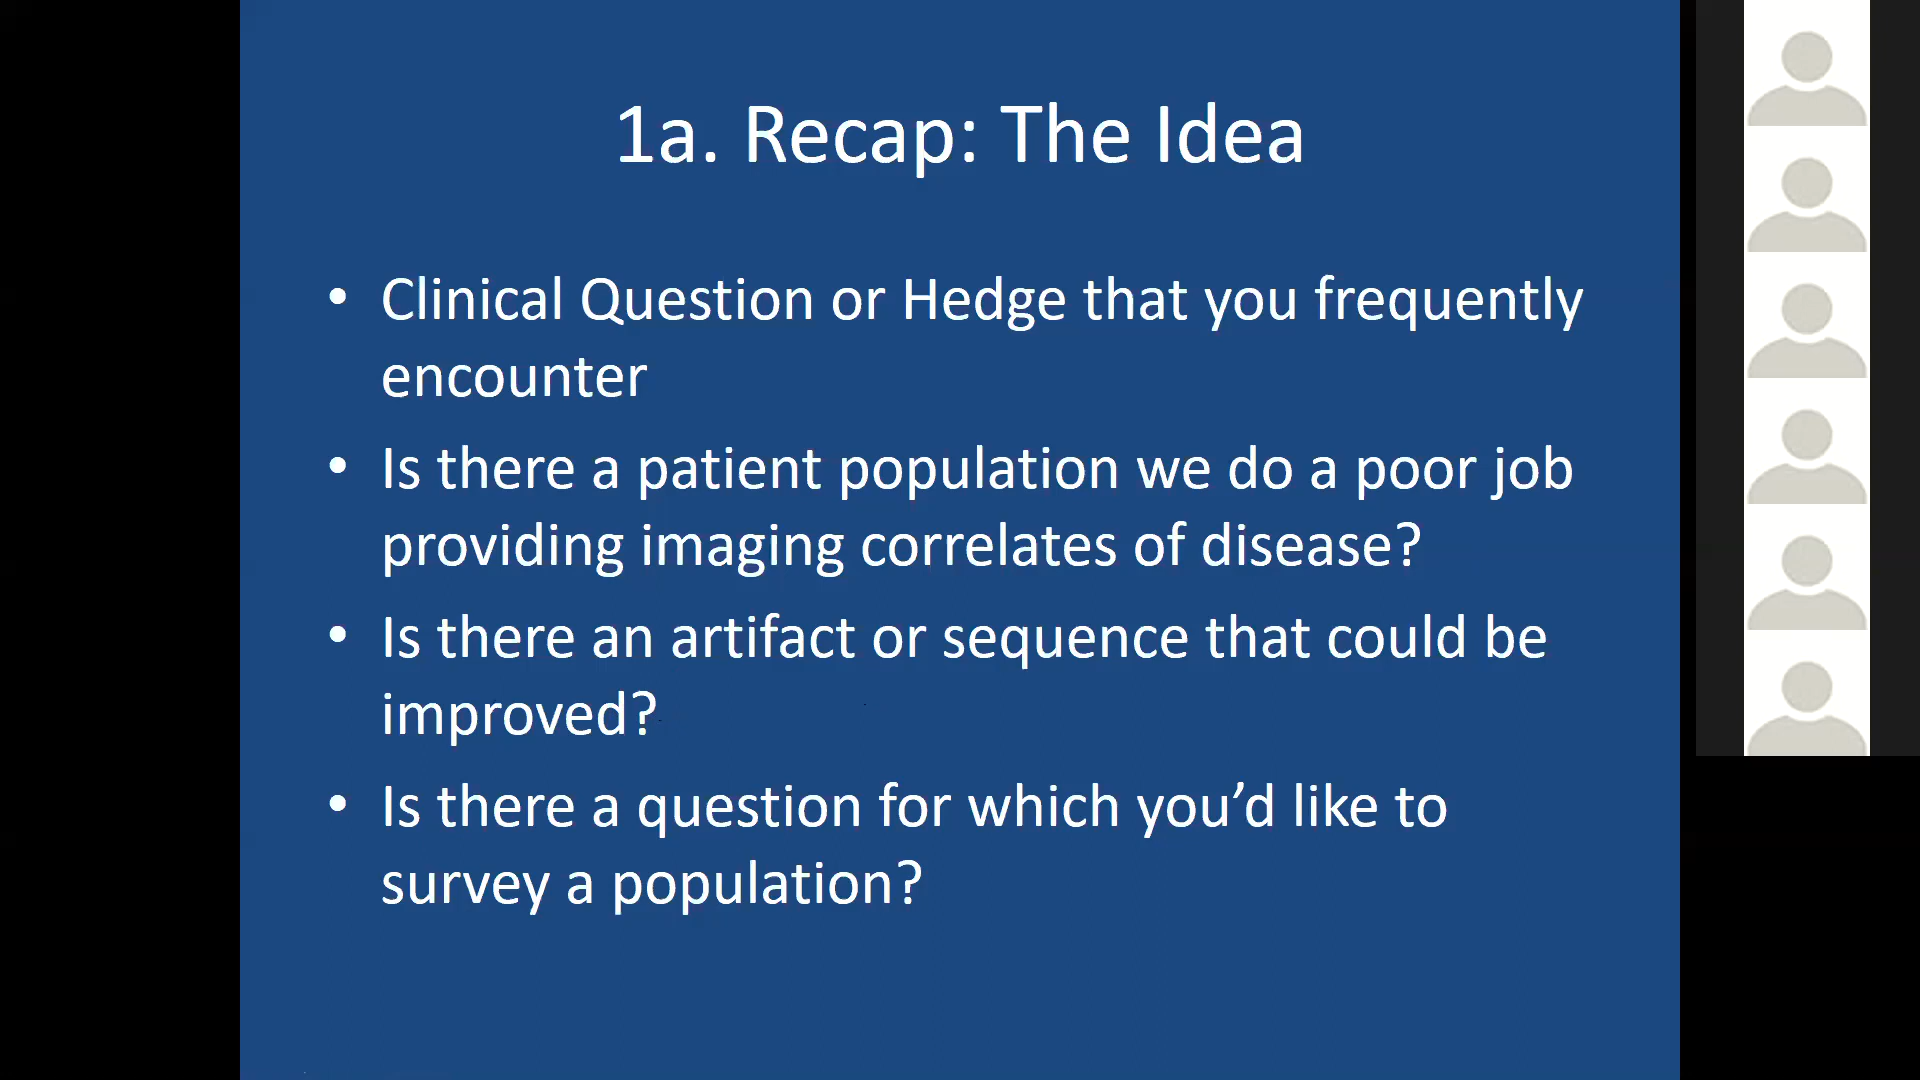 1a. Recap: The Idea
• Clinical Question or Hedge that you frequently
encounter
• Is there a patient population we do a poor job
providing imaging correlates of disease?
• Is there an artifact or sequence that could be
improved?
• Is there a question for which you’d like to
survey a population?